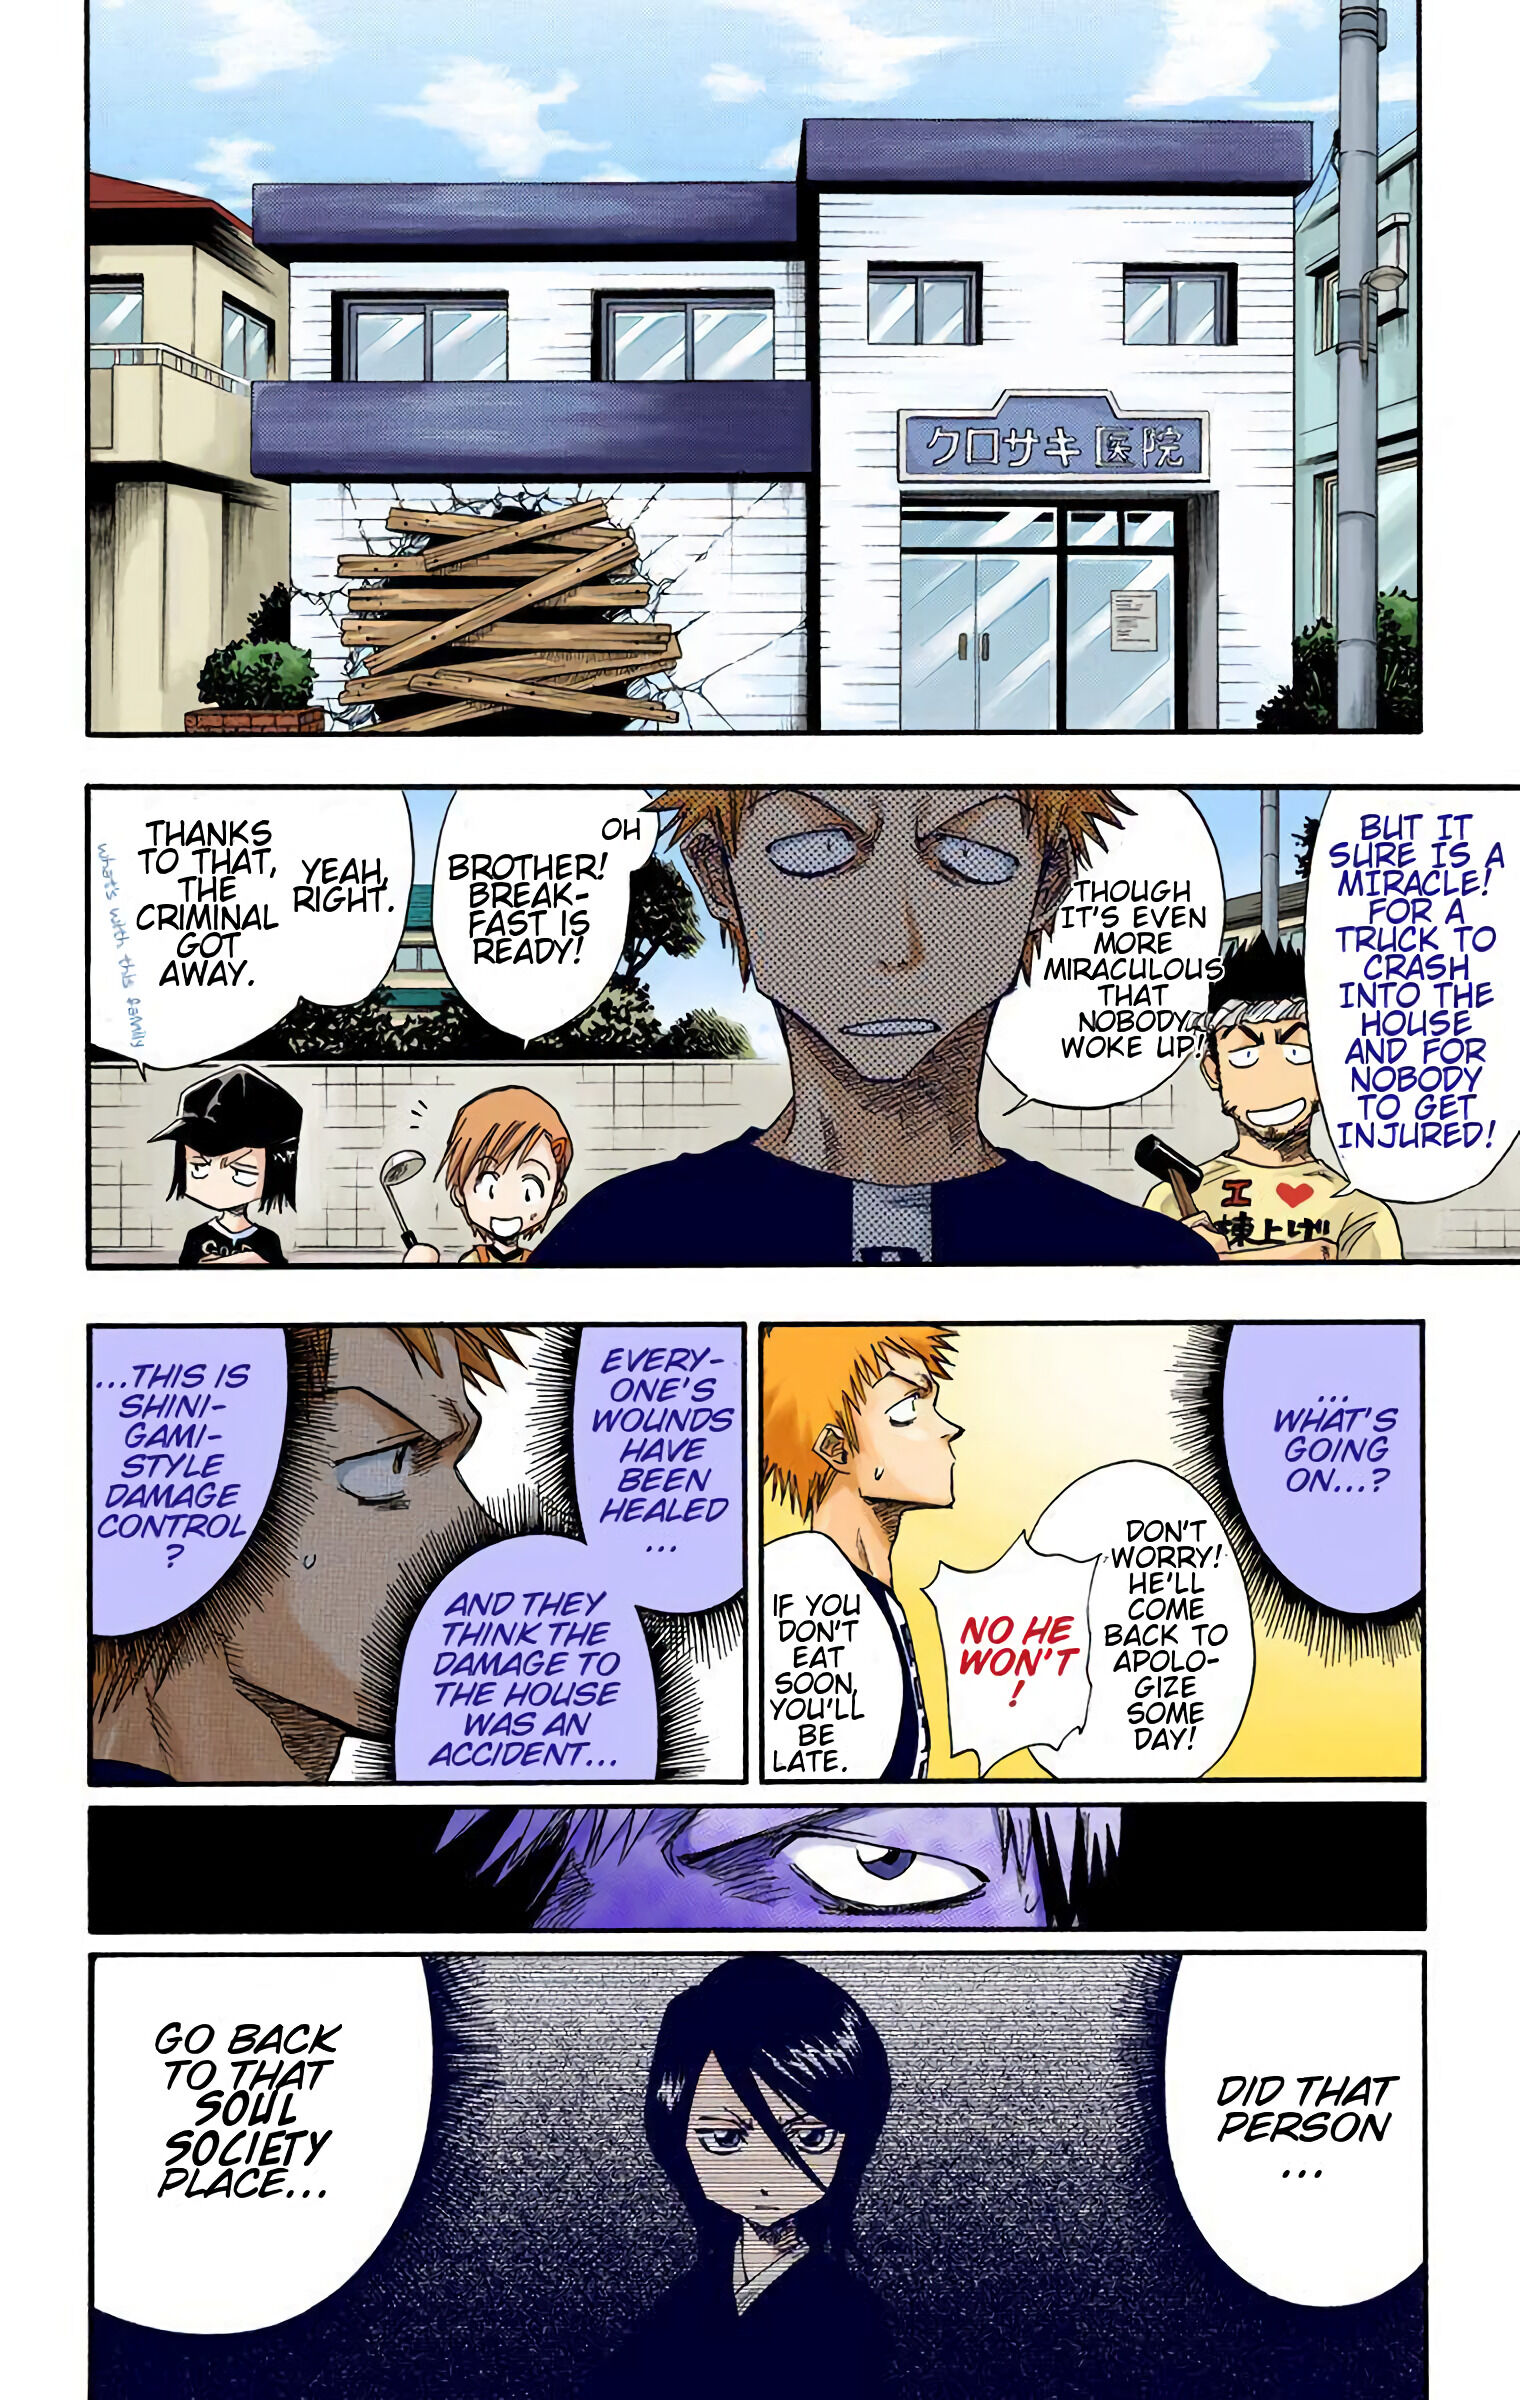 クロサキ医院
BUT IT
SURE IS A
MIRACLE!
FOR A
TRUCK TO
CRASH
INTO THE
HOUSE
AND FOR
NOBODY
TO GET
INJURED!
THOUGH
IT'S EVEN
MORE
MIRACULOUS
THAT
NOBODY
WOKE UP!
I ♥
棟上げ
OH
BROTHER!
BREAK-
FAST IS
READY!
YEAH,
RIGHT.
THANKS
TO THAT,
THE
CRIMINAL
GOT
AWAY.
what's with this family
...
WHAT'S
GOING
ON...?
DON'T
WORRY!
HE'LL
COME
BACK TO
APOLO-
GIZE
SOME
DAY!
NO HE
WON'T
!
IF YOU
DON'T
EAT
SOON,
YOU'LL
BE
LATE.
EVERY-
ONE'S
WOUNDS
HAVE
BEEN
HEALED
...
AND THEY
THINK THE
DAMAGE TO
THE HOUSE
WAS AN
ACCIDENT...
...THIS IS
SHINI-
GAMI-
STYLE
DAMAGE
CONTROL
?
DID THAT
PERSON
...
GO BACK
TO THAT
SOUL
SOCIETY
PLACE...